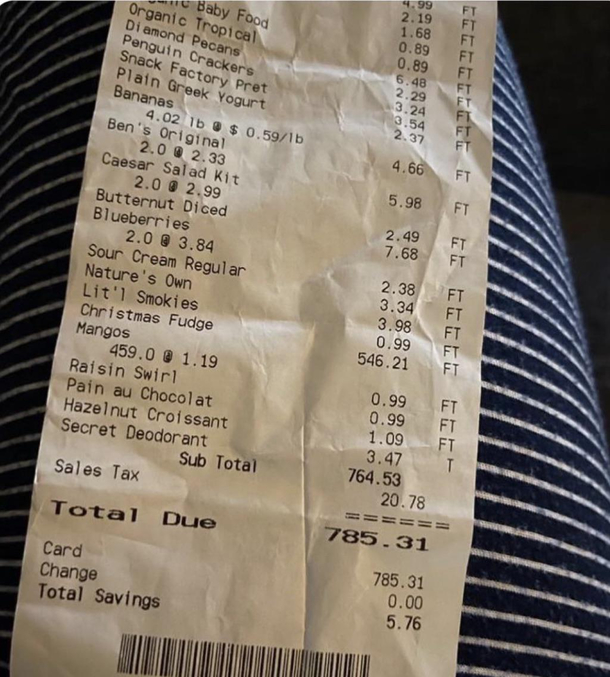 4.99 FT
2.19 FT
1.68 FT
Baby Food 0.89 FT
Organic Tropical 0.89 FT
Diamond Pecans 6.48 FT
Penguin Crackers 2.29 FT
Snack Factory Pret 3.24 FT
Plain Greek Yogurt 3.54 FT
Bananas
4.02 lb @ $ 0.59/lb 2.37 FT
Ben's Original
2.0 @ 2.33 4.66 FT
Caesar Salad Kit
2.0 @ 2.99 5.98 FT
Butternut Diced 2.49 FT
Blueberries
2.0 @ 3.84 7.68 FT
Sour Cream Regular 2.38 FT
Nature's Own 3.34 FT
Lit'l Smokies 3.98 FT
Christmas Fudge 0.99 FT
Mangos
459.0 @ 1.19 546.21 FT
Raisin Swirl 0.99 FT
Pain au Chocolat 0.99 FT
Hazelnut Croissant 1.09 FT
Secret Deodorant 3.47 T
Sub Total 764.53
Sales Tax 20.78
======
Total Due 785.31
Card 785.31
Change 0.00
Total Savings 5.76